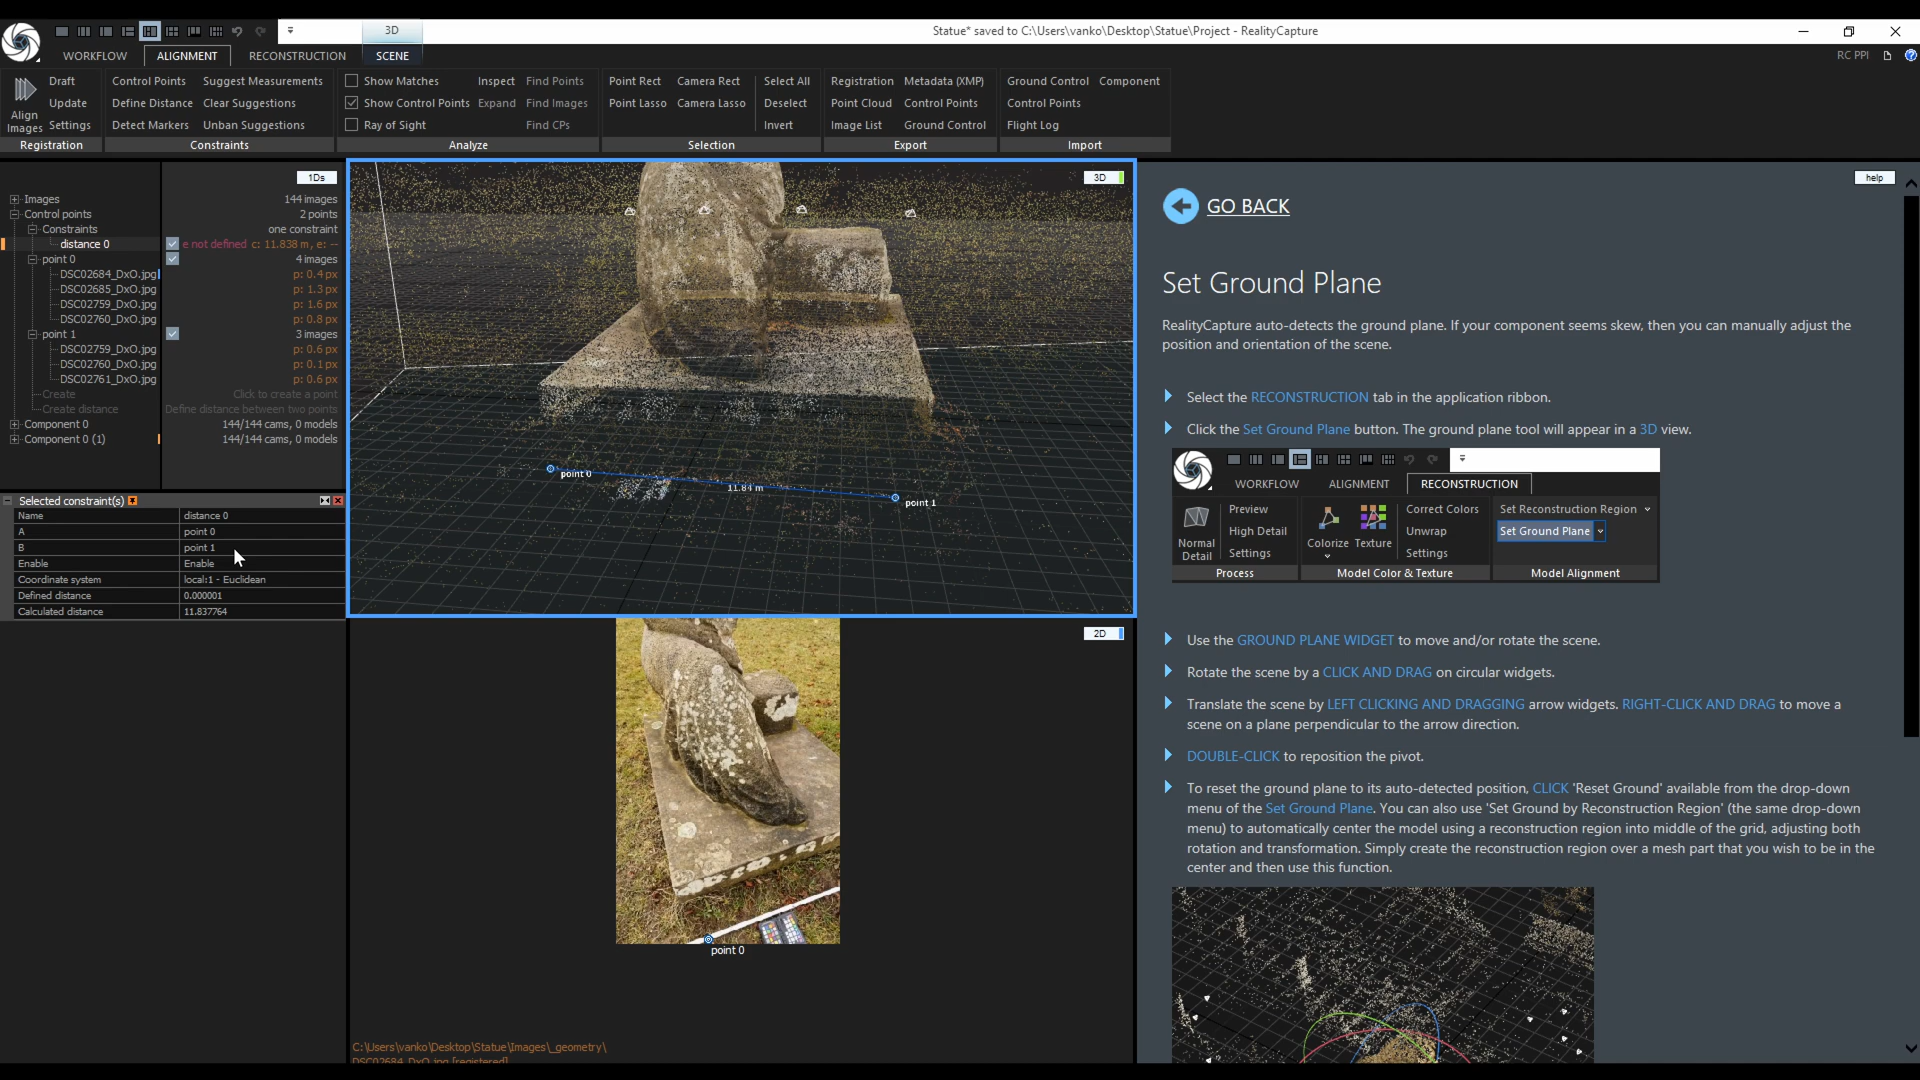 3D
Statue* saved to C:\Users\vanko\Desktop\Statue\Project - RealityCapture
WORKFLOW ALIGNMENT RECONSTRUCTION SCENE
RC PPI
Align Images
Draft
Update
Settings
Registration
Control Points Suggest Measurements
Define Distance Clear Suggestions
Detect Markers Unban Suggestions
Constraints
Show Matches Inspect Find Points
Show Control Points Expand Find Images
Ray of Sight Find CPs
Analyze
Point Rect Camera Rect Select All
Point Lasso Camera Lasso Deselect
Invert
Selection
Registration Metadata (XMP)
Point Cloud Control Points
Image List Ground Control
Export
Ground Control Component
Control Points
Flight Log
Import
1Ds
Images 144 images
Control points 2 points
Constraints one constraint
distance 0 e not defined c: 11.838 m, e: --
point 0 4 images
DSC02684_DxO.jpg p: 0.4 px
DSC02685_DxO.jpg p: 1.3 px
DSC02759_DxO.jpg p: 1.6 px
DSC02760_DxO.jpg p: 0.8 px
point 1 3 images
DSC02759_DxO.jpg p: 0.6 px
DSC02760_DxO.jpg p: 0.1 px
DSC02761_DxO.jpg p: 0.6 px
Create Click to create a point
Create distance Define distance between two points
Component 0 144/144 cams, 0 models
Component 0 (1) 144/144 cams, 0 models
Selected constraint(s)
Name distance 0
A point 0
B point 1
Enable Enable
Coordinate system local:1 - Euclidean
Defined distance 0.000001
Calculated distance 11.837764
3D
point 0
11.84 m
point 1
2D
point 0
C:\Users\vanko\Desktop\Statue\Images\_geometry\
DSC02684_DxO.jpg [registered]
help
GO BACK
Set Ground Plane
RealityCapture auto-detects the ground plane. If your component seems skew, then you can manually adjust the
position and orientation of the scene.
Select the RECONSTRUCTION tab in the application ribbon.
Click the Set Ground Plane button. The ground plane tool will appear in a 3D view.
WORKFLOW ALIGNMENT RECONSTRUCTION
Normal Detail
Preview
High Detail
Settings
Process
Colorize Texture
Correct Colors
Unwrap
Settings
Model Color & Texture
Set Reconstruction Region
Set Ground Plane
Model Alignment
Use the GROUND PLANE WIDGET to move and/or rotate the scene.
Rotate the scene by a CLICK AND DRAG on circular widgets.
Translate the scene by LEFT CLICKING AND DRAGGING arrow widgets. RIGHT-CLICK AND DRAG to move a
scene on a plane perpendicular to the arrow direction.
DOUBLE-CLICK to reposition the pivot.
To reset the ground plane to its auto-detected position, CLICK 'Reset Ground' available from the drop-down
menu of the Set Ground Plane. You can also use 'Set Ground by Reconstruction Region' (the same drop-down
menu) to automatically center the model using a reconstruction region into middle of the grid, adjusting both
rotation and transformation. Simply create the reconstruction region over a mesh part that you wish to be in the
center and then use this function.